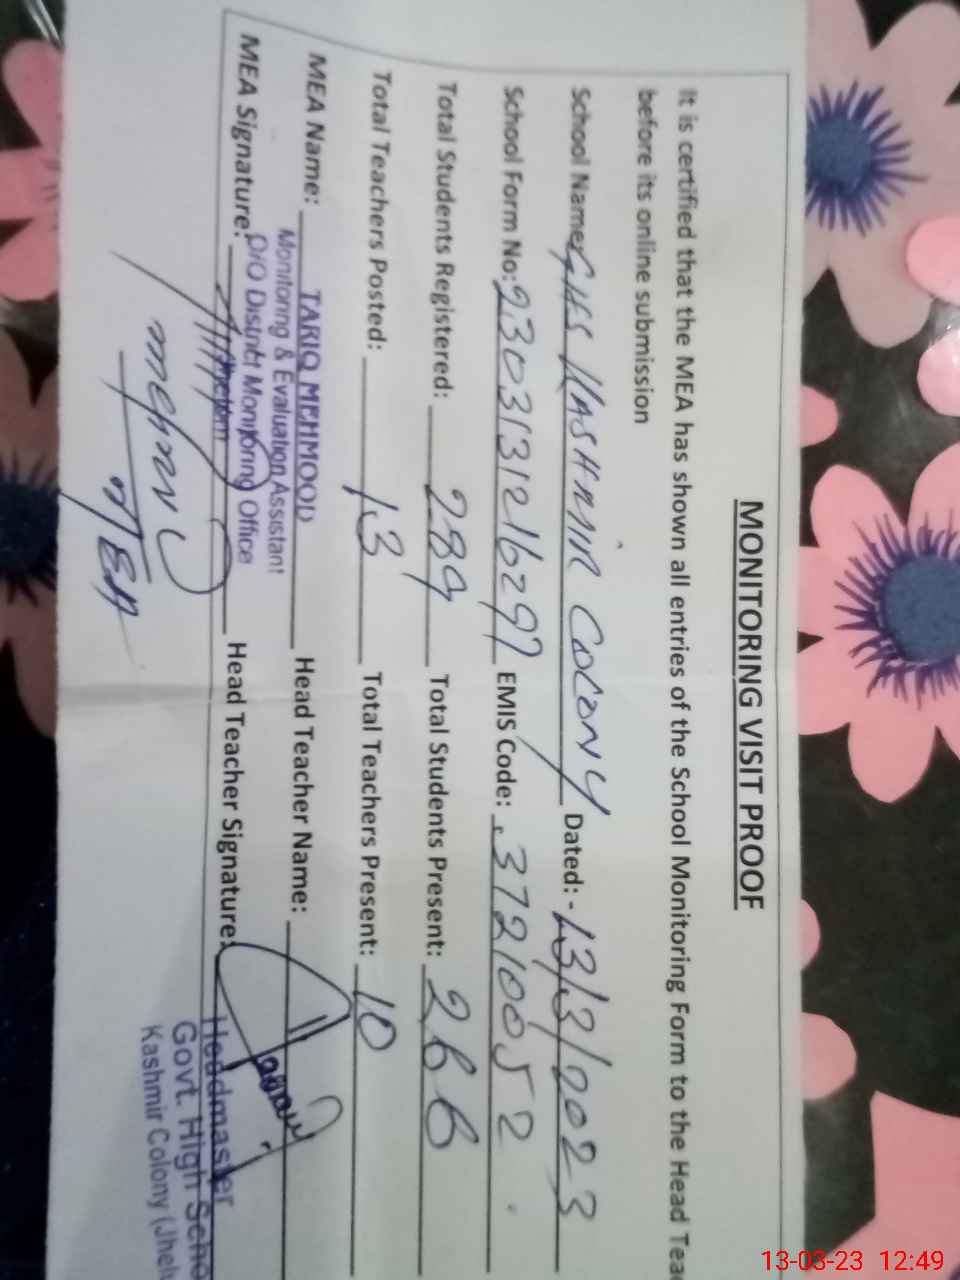 MONITORING VISIT PROOF
It is certified that the MEA has shown all entries of the School Monitoring Form to the Head Tea
before its online submission
School Name: GHS KASHMIR COLONY Dated: - 13/3/2023
School Form No: 2303131216297 EMIS Code: 37210052.
Total Students Registered: 289 Total Students Present: 266
Total Teachers Posted: 13 Total Teachers Present: 10
MEA Name: TARIQ MEHMOOD Head Teacher Name:
Monitoring & Evaluation Assistant
O/O District Monitoring Office
MEA Signature: Jhelum Head Teacher Signature:
MEA
Headmaster
Govt. High Scho
Kashmir Colony (Jhelu
13-03-23 12:49